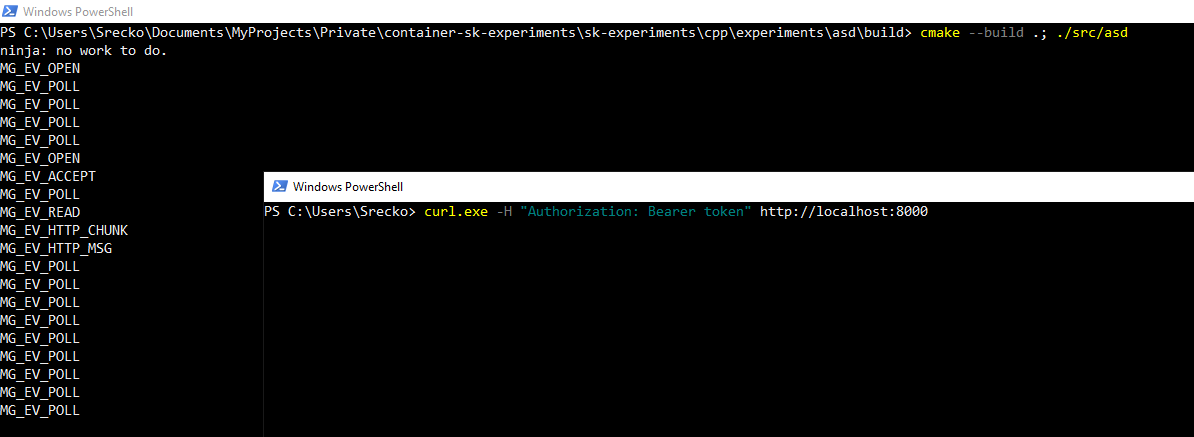 Windows PowerShell
PS C:\Users\Srecko\Documents\MyProjects\Private\container-sk-experiments\sk-experiments\cpp\experiments\asd\build> cmake --build .; ./src/asd
ninja: no work to do.
MG_EV_OPEN
MG_EV_POLL
MG_EV_POLL
MG_EV_POLL
MG_EV_POLL
MG_EV_OPEN
MG_EV_ACCEPT
MG_EV_POLL
MG_EV_READ
MG_EV_HTTP_CHUNK
MG_EV_HTTP_MSG
MG_EV_POLL
MG_EV_POLL
MG_EV_POLL
MG_EV_POLL
MG_EV_POLL
MG_EV_POLL
MG_EV_POLL
MG_EV_POLL
MG_EV_POLL
Windows PowerShell
PS C:\Users\Srecko> curl.exe -H "Authorization: Bearer token" http://localhost:8000